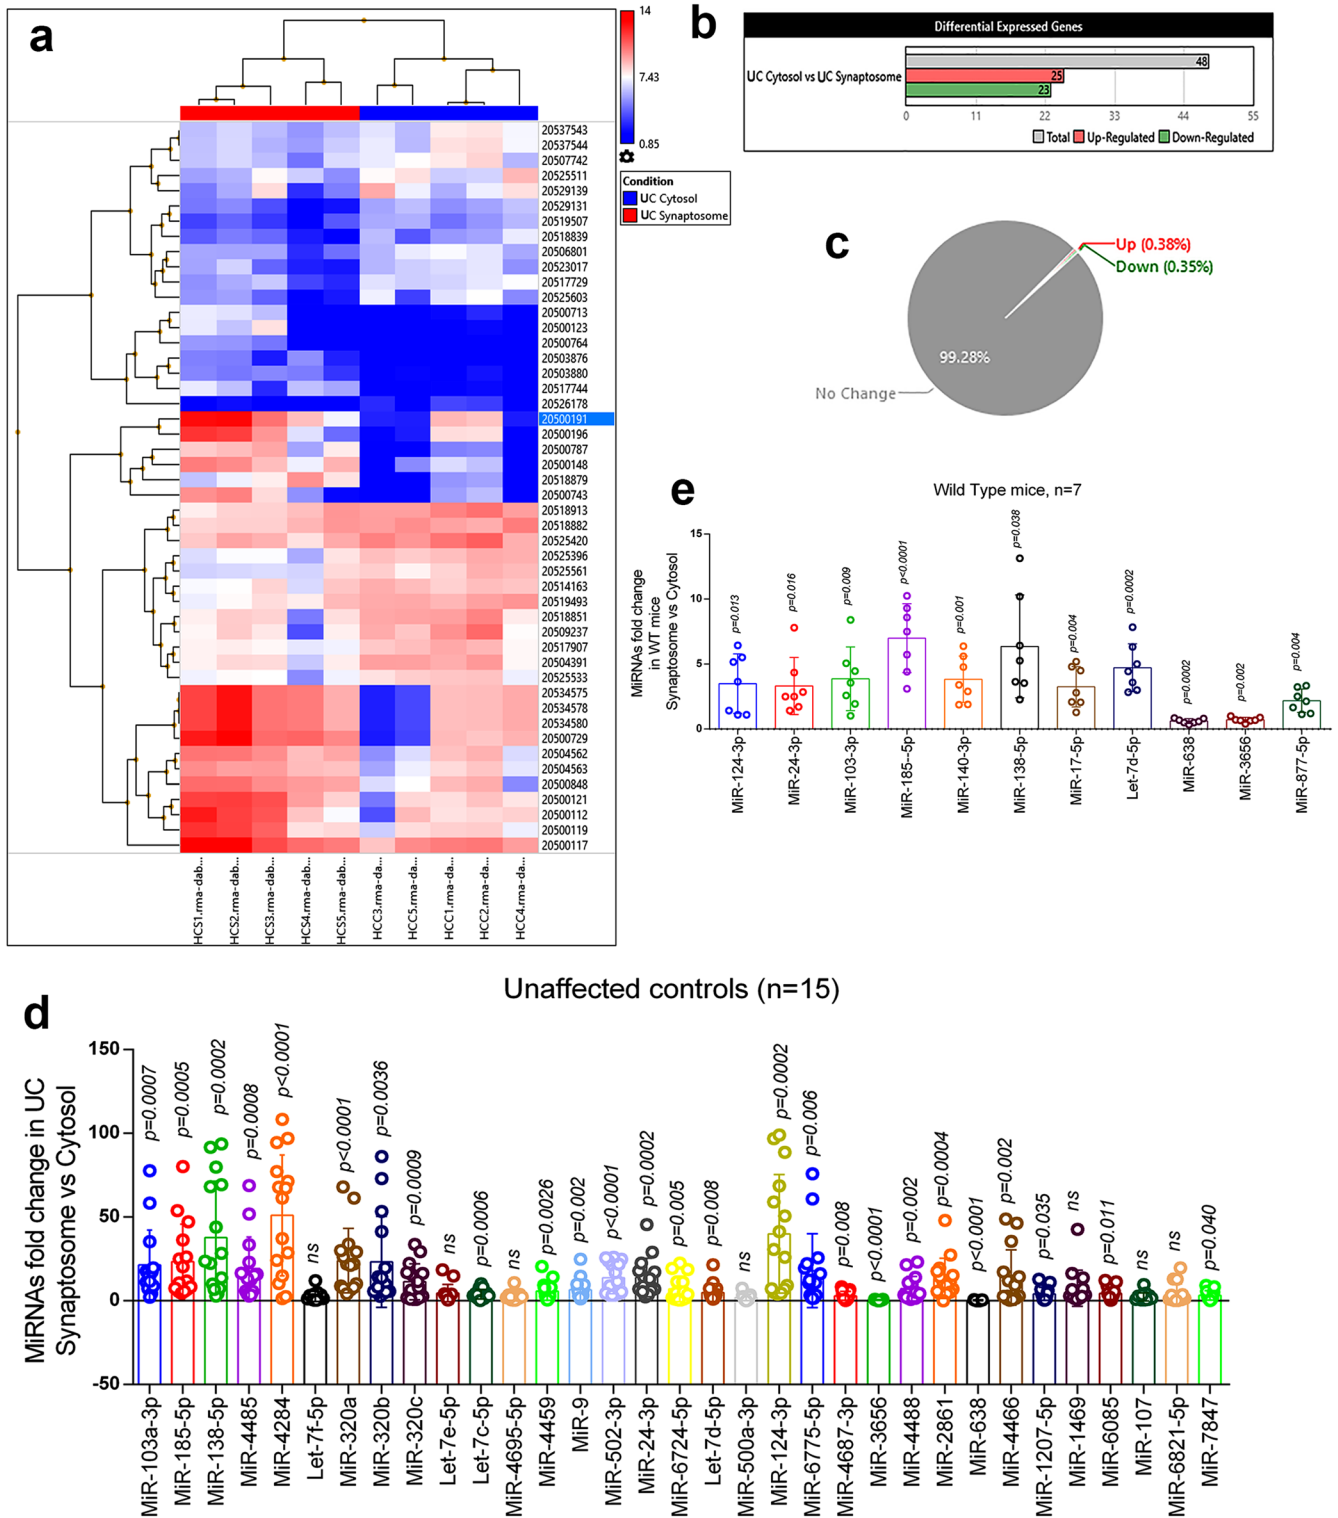 a
14
7.43
0.85
Condition
UC Cytosol
UC Synaptosome
20537543
20537544
20507742
20525511
20529139
20529131
20519507
20518839
20506801
20523017
20517729
20525603
20500713
20500123
20500764
20503876
20503880
20517744
20526178
20500191
20500196
20500787
20500148
20518879
20500743
20518913
20518882
20525420
20525396
20525561
20514163
20519493
20518851
20509237
20517907
20504391
20525533
20534575
20534578
20534580
20500729
20504562
20504563
20500848
20500121
20500112
20500119
20500117
HCS1.rma-dab...
HCS2.rma-dab...
HCS3.rma-dab...
HCS4.rma-dab...
HCS5.rma-dab...
HCC3.rma-da...
HCC5.rma-da...
HCC1.rma-da...
HCC2.rma-da...
HCC4.rma-da...
b
Differential Expressed Genes
UC Cytosol vs UC Synaptosome
48
25
23
0 11 22 33 44 55
Total Up-Regulated Down-Regulated
c
Up (0.38%)
Down (0.35%)
99.28%
No Change
e
Wild Type mice, n=7
MiRNAs fold change
in WT mice
Synaptosome vs Cytosol
15
10
5
0
p=0.013
p=0.016
p=0.009
p<0.0001
p=0.001
p=0.038
p=0.004
p=0.0002
p=0.0002
p=0.002
p=0.004
MiR-124-3p
MiR-24-3p
MiR-103-3p
MiR-185--5p
MiR-140-3p
MiR-138-5p
MiR-17-5p
Let-7d-5p
MiR-638
MiR-3656
MiR-877-5p
d
Unaffected controls (n=15)
MiRNAs fold change in UC
Synaptosome vs Cytosol
150
100
50
0
-50
p=0.0007
p=0.0005
p=0.0002
p=0.0008
p<0.0001
ns
p<0.0001
p=0.0036
p=0.0009
ns
p=0.0006
ns
p=0.0026
p=0.002
p<0.0001
p=0.0002
p=0.005
p=0.008
ns
p=0.0002
p=0.006
p=0.008
p<0.0001
p=0.002
p=0.0004
p<0.0001
p=0.002
p=0.035
ns
p=0.011
ns
ns
p=0.040
MiR-103a-3p
MiR-185-5p
MiR-138-5p
MiR-4485
MiR-4284
Let-7f-5p
MiR-320a
MiR-320b
MiR-320c
Let-7e-5p
Let-7c-5p
MiR-4695-5p
MiR-4459
MiR-9
MiR-502-3p
MiR-24-3p
MiR-6724-5p
Let-7d-5p
MiR-500a-3p
MiR-124-3p
MiR-6775-5p
MiR-4687-3p
MiR-3656
MiR-4488
MiR-2861
MiR-638
MiR-4466
MiR-1207-5p
MiR-1469
MiR-6085
MiR-107
MiR-6821-5p
MiR-7847